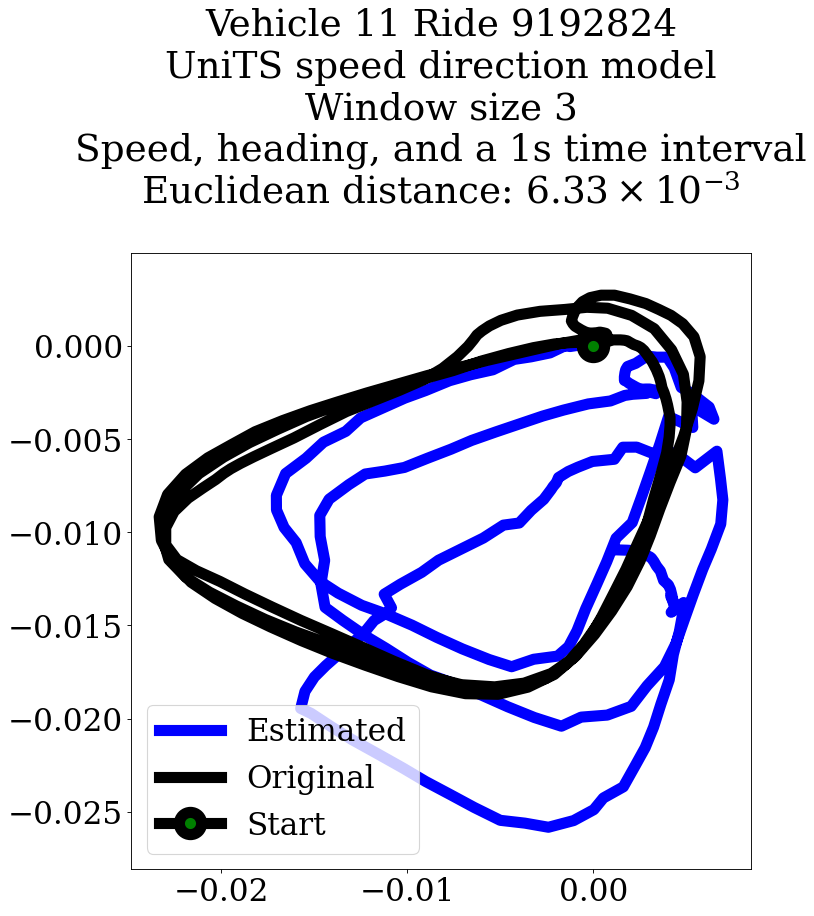 Vehicle 11 Ride 9192824
UniTS speed direction model
Window size 3
Speed, heading, and a 1s time interval
Euclidean distance: 6.33 × 10⁻³
0.000
−0.005
−0.010
−0.015
−0.020
−0.025
Estimated
Original
Start
−0.02 −0.01 0.00